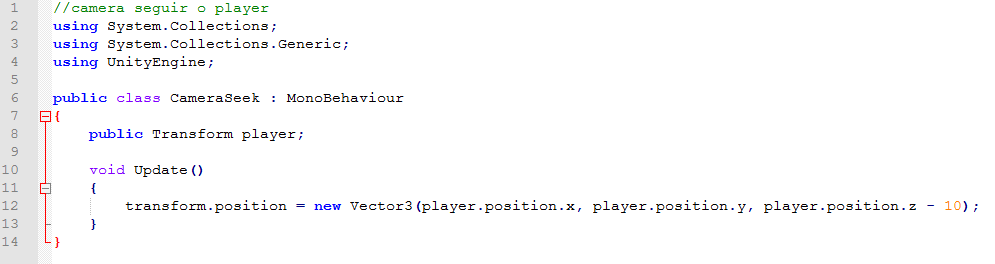 1 //camera seguir o player
2 using System.Collections;
3 using System.Collections.Generic;
4 using UnityEngine;
5
6 public class CameraSeek : MonoBehaviour
7 {
8 public Transform player;
9
10 void Update()
11 {
12 transform.position = new Vector3(player.position.x, player.position.y, player.position.z - 10);
13 }
14 }